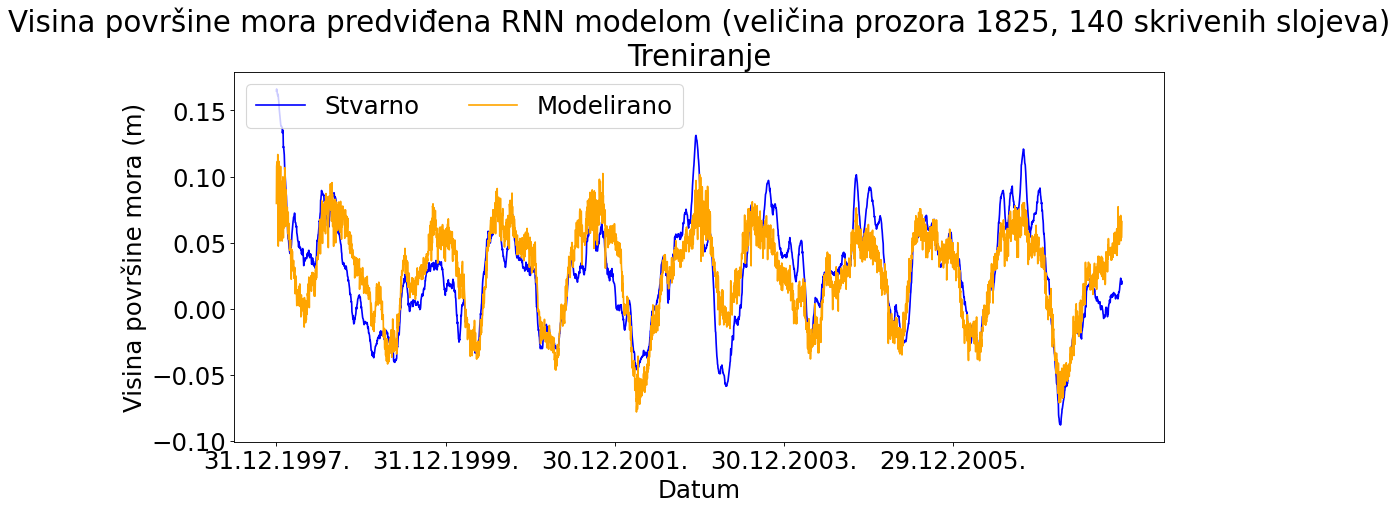 Visina površine mora predviđena RNN modelom (veličina prozora 1825, 140 skrivenih slojeva)
Treniranje
Stvarno Modelirano
Visina površine mora (m)
0.15
0.10
0.05
0.00
−0.05
−0.10
31.12.1997. 31.12.1999. 30.12.2001. 30.12.2003. 29.12.2005.
Datum